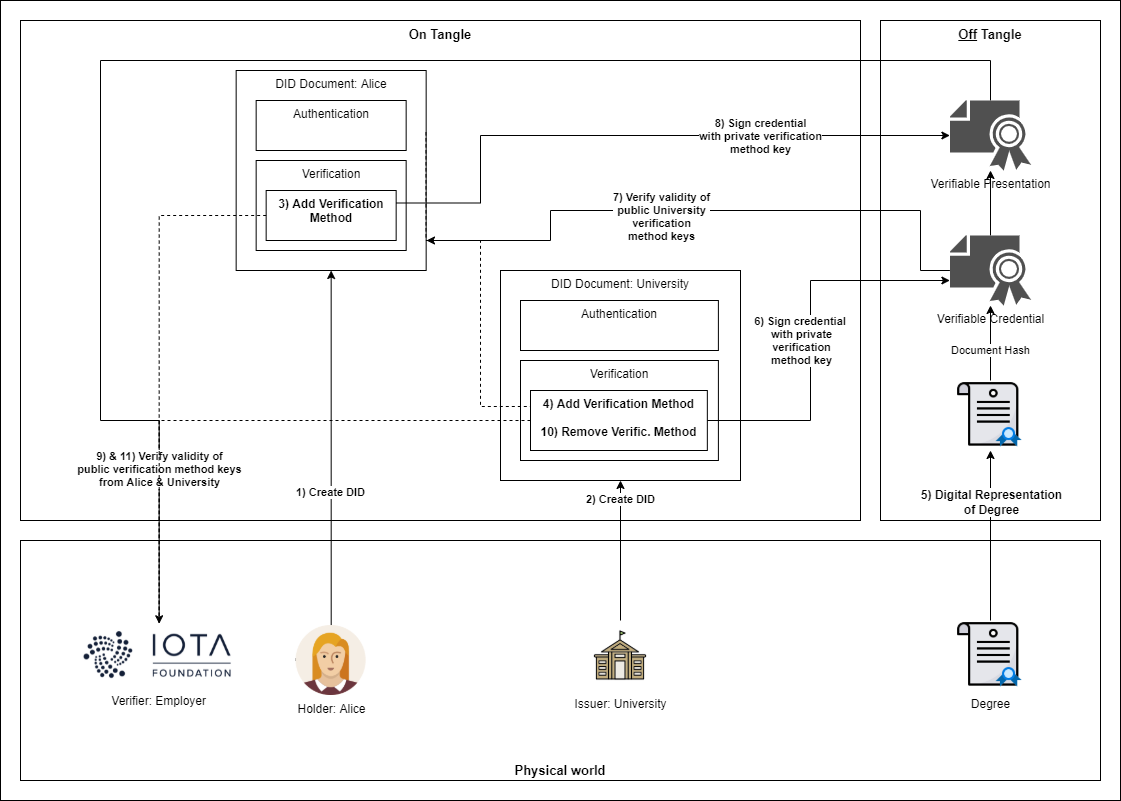 On Tangle
Off Tangle
DID Document: Alice
Authentication
Verification
3) Add Verification
Method
8) Sign credential
with private verification
method key
Verifiable Presentation
7) Verify validity of
public University
verification
method keys
DID Document: University
Authentication
Verification
4) Add Verification Method
10) Remove Verific. Method
6) Sign credential
with private
verification
method key
Verifiable Credential
Document Hash
9) & 11) Verify validity of
public verification method keys
from Alice & University
1) Create DID
2) Create DID
5) Digital Representation
of Degree
IOTA
FOUNDATION
Verifier: Employer
Holder: Alice
Issuer: University
Degree
Physical world